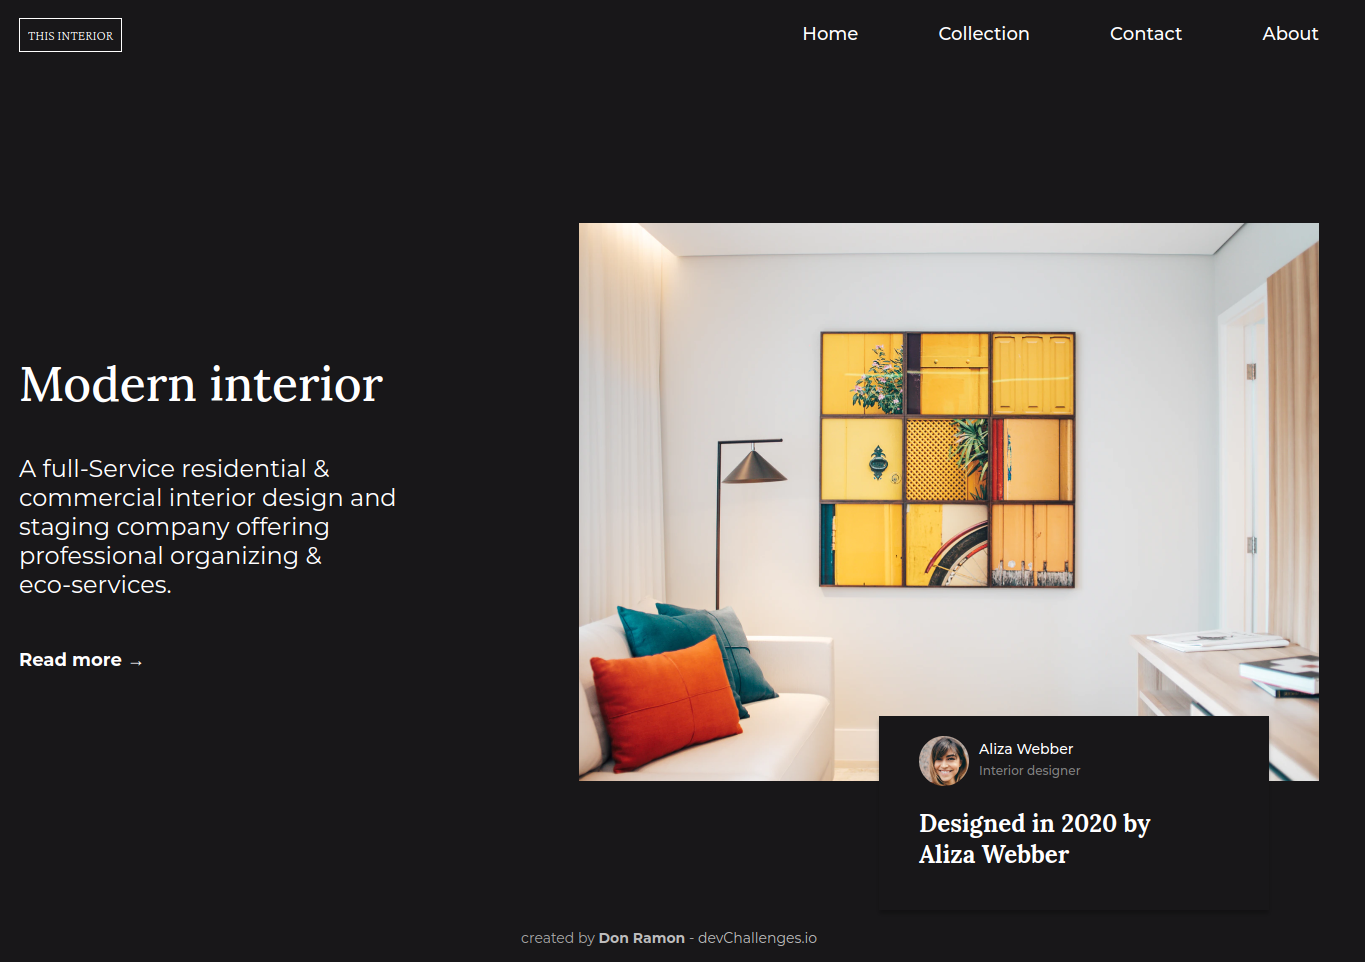 THIS INTERIOR
Home Collection Contact About
Modern interior
A full-Service residential &
commercial interior design and
staging company offering
professional organizing &
eco-services.
Read more →
Aliza Webber
Interior designer
Designed in 2020 by
Aliza Webber
created by Don Ramon - devChallenges.io